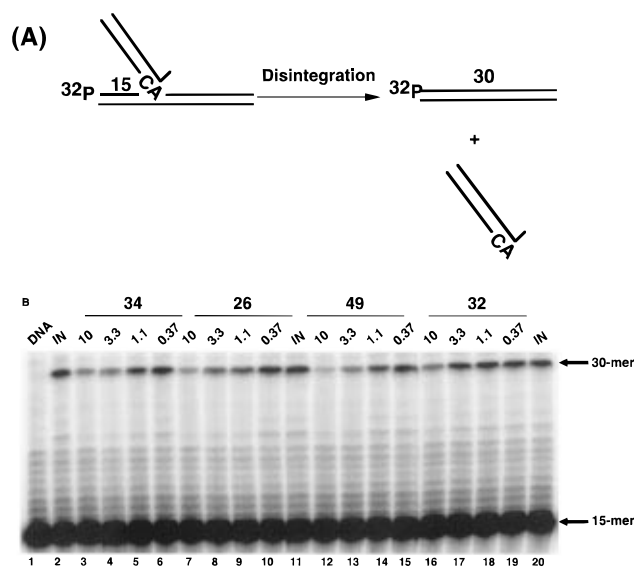 (A)
Disintegration
32P 15 CA
32P 30
+
CA
B 34 26 49 32
DNA IN 10 3.3 1.1 0.37 10 3.3 1.1 0.37 IN 10 3.3 1.1 0.37 10 3.3 1.1 0.37 IN
30-mer
15-mer
1 2 3 4 5 6 7 8 9 10 11 12 13 14 15 16 17 18 19 20